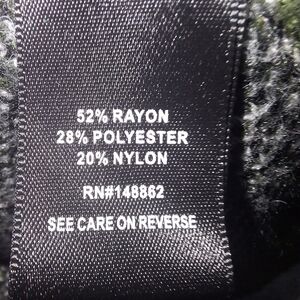 52% RAYON
28% POLYESTER
20% NYLON
RN#148862
SEE CARE ON REVERSE